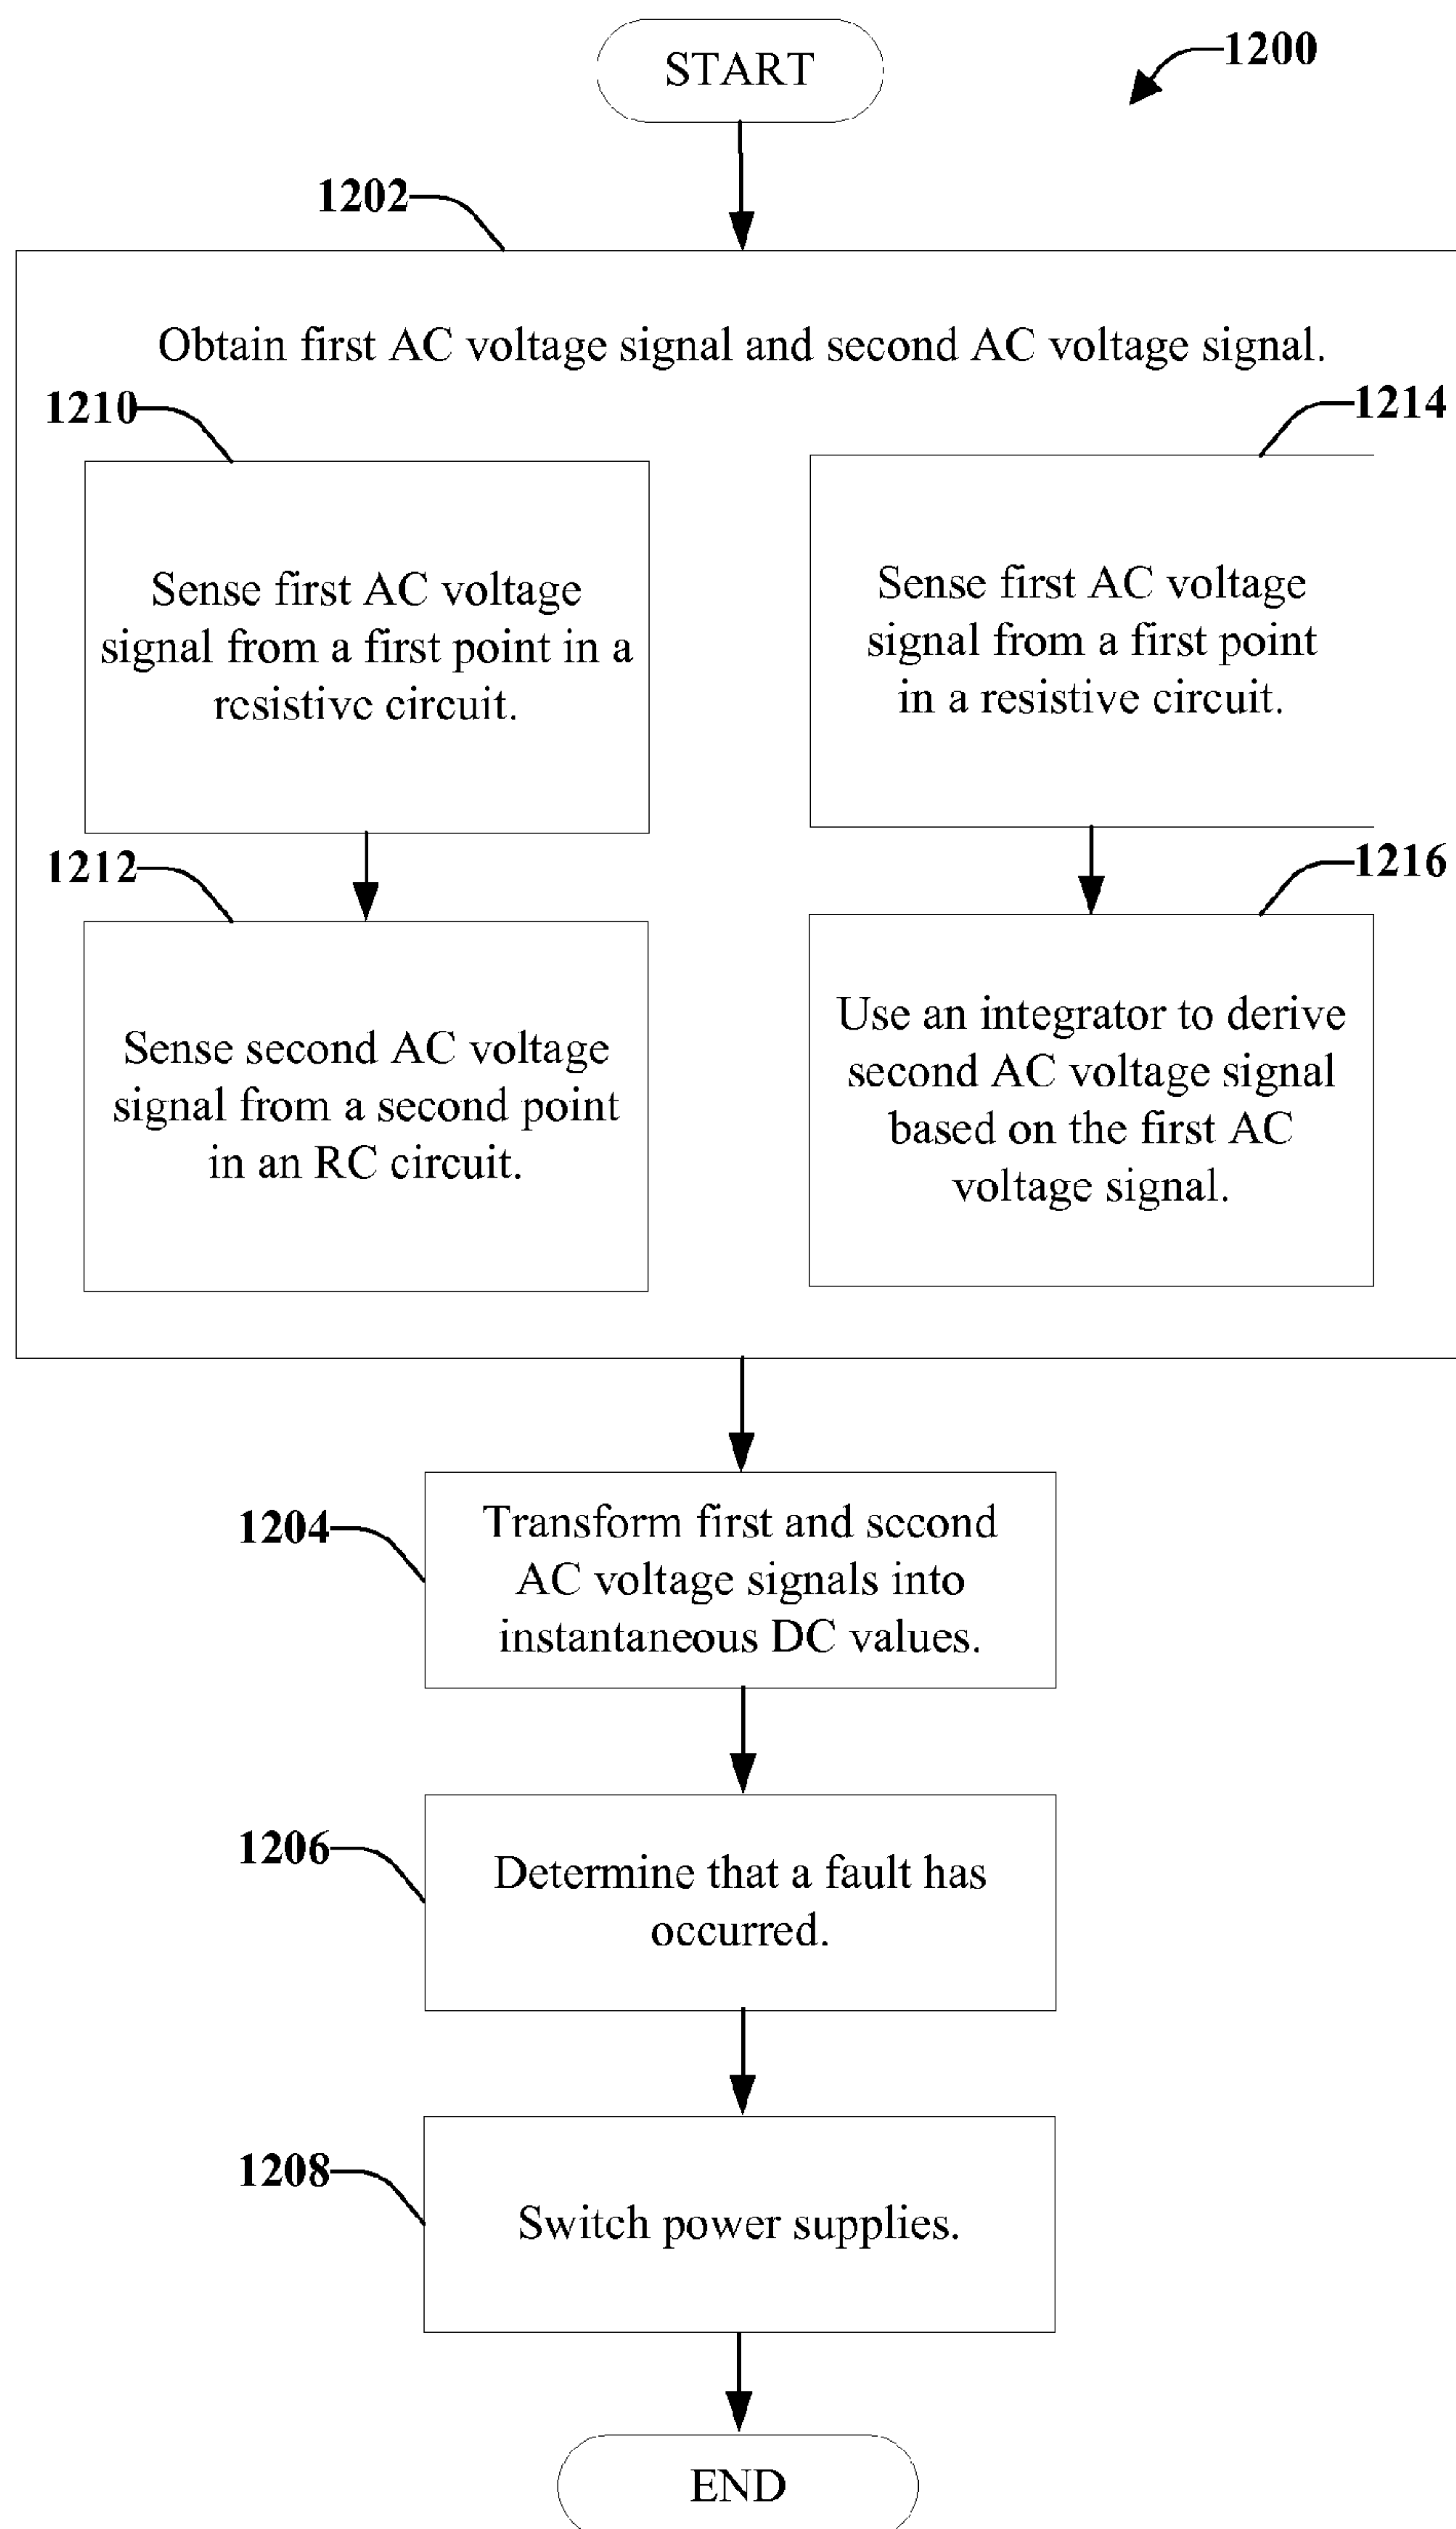 START
1200
1202
Obtain first AC voltage signal and second AC voltage signal.
1210
1214
Sense first AC voltage
signal from a first point in a
resistive circuit.
Sense first AC voltage
signal from a first point
in a resistive circuit.
1212
1216
Sense second AC voltage
signal from a second point
in an RC circuit.
Use an integrator to derive
second AC voltage signal
based on the first AC
voltage signal.
1204
Transform first and second
AC voltage signals into
instantaneous DC values.
1206
Determine that a fault has
occurred.
1208
Switch power supplies.
END